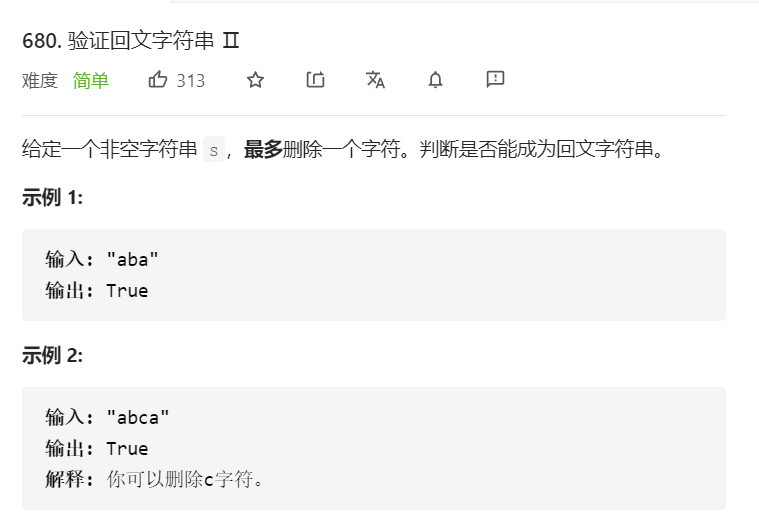 680. 验证回文字符串 Ⅱ
难度 简单 313
给定一个非空字符串 s，最多删除一个字符。判断是否能成为回文字符串。
示例 1:
输入: "aba"
输出: True
示例 2:
输入: "abca"
输出: True
解释: 你可以删除c字符。